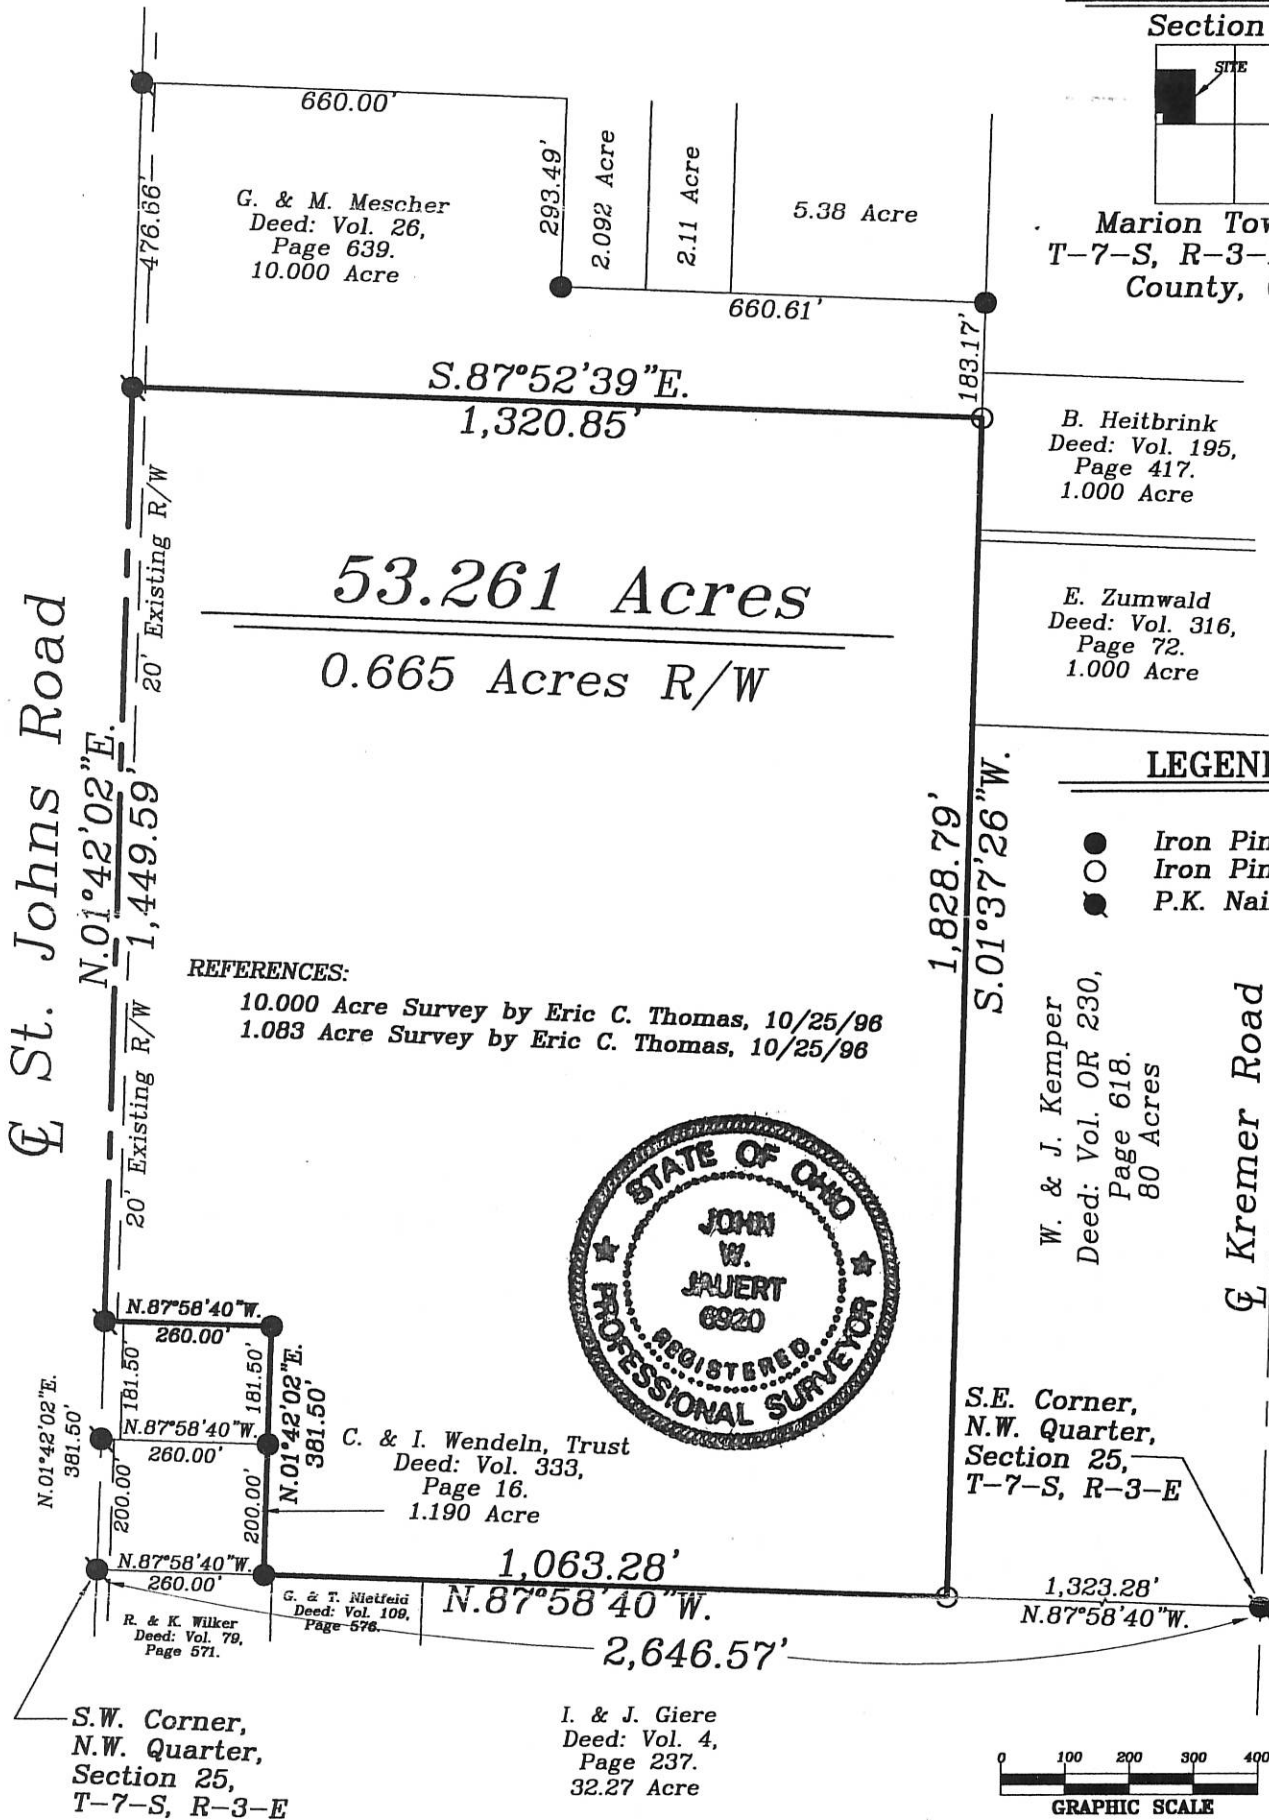 Section
SITE
Marion Tow
T-7-S, R-3-
County,
660.00'
476.66'
G. & M. Mescher
Deed: Vol. 26,
Page 639.
10.000 Acre
293.49'
2.092 Acre
2.11 Acre
5.38 Acre
660.61'
183.17'
S.87°52'39"E.
1,320.85'
B. Heitbrink
Deed: Vol. 195,
Page 417.
1.000 Acre
20' Existing R/W
53.261 Acres
0.665 Acres R/W
E. Zumwald
Deed: Vol. 316,
Page 72.
1.000 Acre
℄ St. Johns Road
N.01°42'02"E.
1,449.59'
1,828.79'
S.01°37'26"W.
LEGEN
Iron Pin
Iron Pin
P.K. Nai
REFERENCES:
10.000 Acre Survey by Eric C. Thomas, 10/25/96
1.083 Acre Survey by Eric C. Thomas, 10/25/96
20' Existing R/W
W. & J. Kemper
Deed: Vol. OR 230,
Page 618.
80 Acres
℄ Kremer Road
STATE OF OHIO
JOHN
W.
JAUERT
6920
REGISTERED
PROFESSIONAL SURVEYOR
N.87°58'40"W.
260.00'
181.50'
181.50'
N.01°42'02"E.
381.50'
N.01°42'02"E.
381.50'
N.87°58'40"W.
260.00'
200.00'
200.00'
C. & I. Wendeln, Trust
Deed: Vol. 333,
Page 16.
1.190 Acre
S.E. Corner,
N.W. Quarter,
Section 25,
T-7-S, R-3-E
N.87°58'40"W.
260.00'
1,063.28'
N.87°58'40"W.
1,323.28'
N.87°58'40"W.
R. & K. Wilker
Deed: Vol. 79,
Page 571.
G. & T. Nietfeld
Deed: Vol. 109,
Page 576.
2,646.57'
S.W. Corner,
N.W. Quarter,
Section 25,
T-7-S, R-3-E
I. & J. Giere
Deed: Vol. 4,
Page 237.
32.27 Acre
0 100 200 300 400
GRAPHIC SCALE